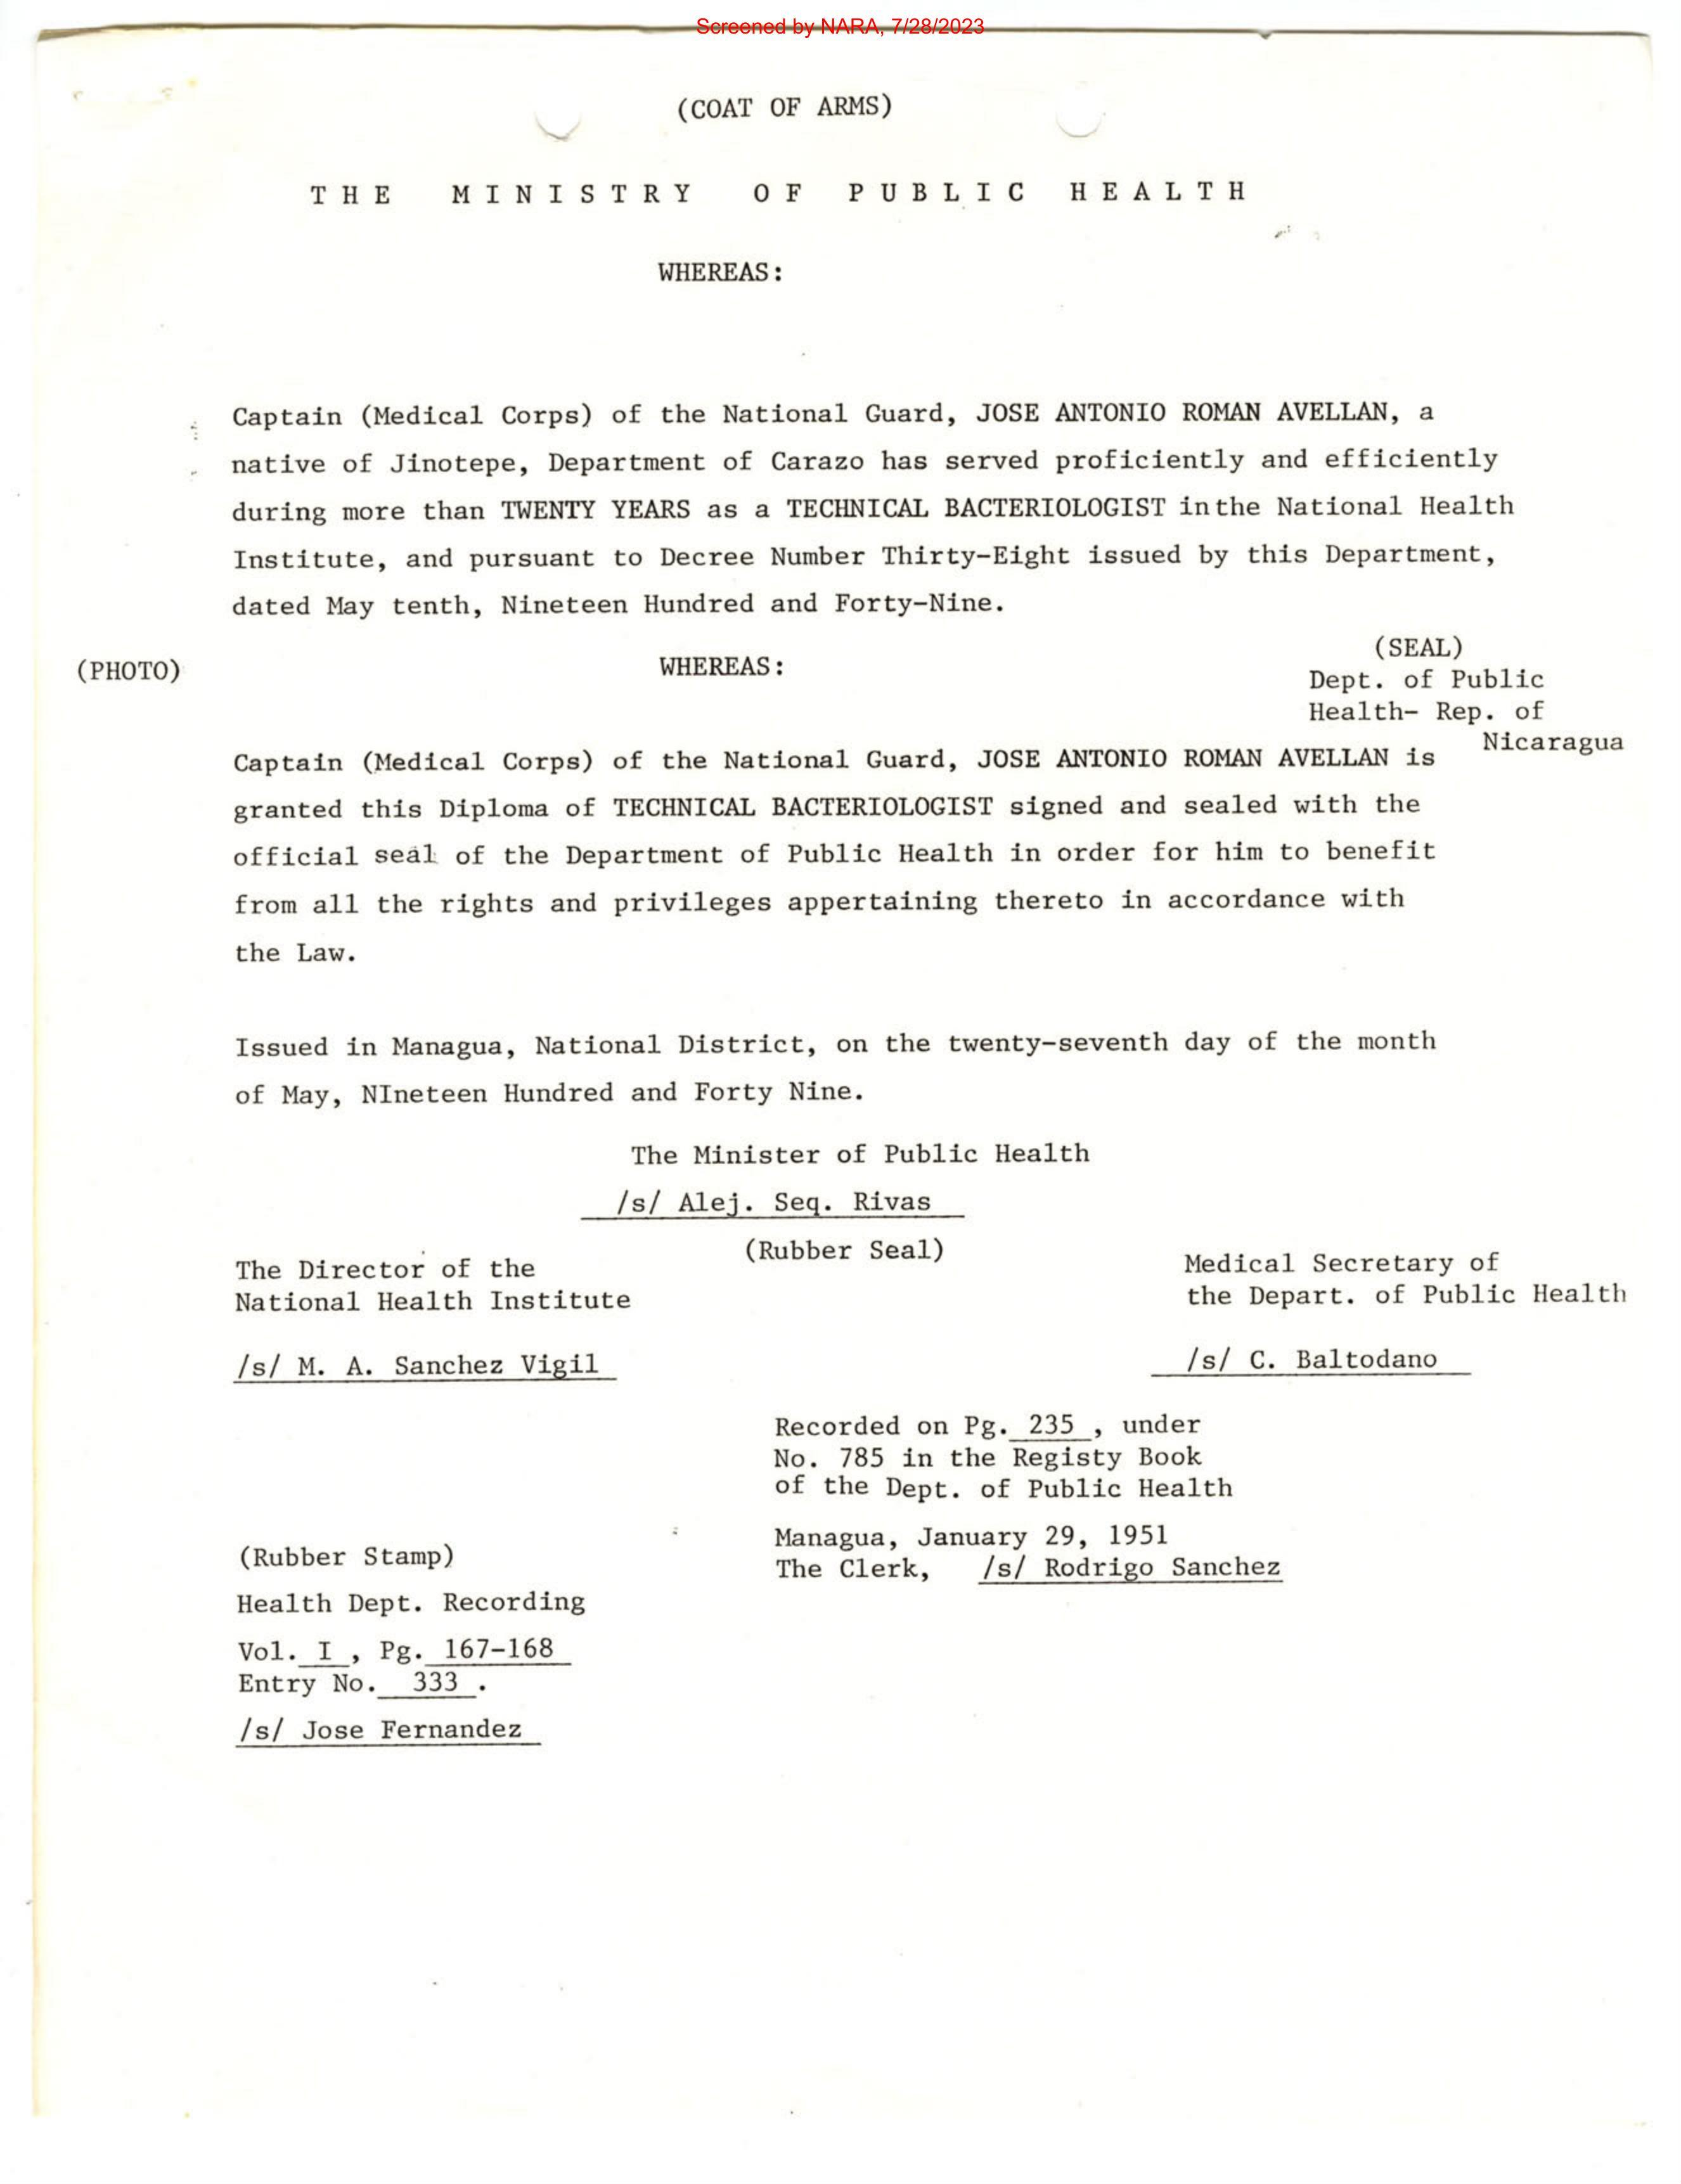 Screened by NARA, 7/28/2023
(COAT OF ARMS)
THE MINISTRY OF PUBLIC HEALTH
WHEREAS:
Captain (Medical Corps) of the National Guard, JOSE ANTONIO ROMAN AVELLAN, a
native of Jinotepe, Department of Carazo has served proficiently and efficiently
during more than TWENTY YEARS as a TECHNICAL BACTERIOLOGIST inthe National Health
Institute, and pursuant to Decree Number Thirty-Eight issued by this Department,
dated May tenth, Nineteen Hundred and Forty-Nine.
(PHOTO)
WHEREAS:
(SEAL)
Dept. of Public
Health- Rep. of
Nicaragua
Captain (Medical Corps) of the National Guard, JOSE ANTONIO ROMAN AVELLAN is
granted this Diploma of TECHNICAL BACTERIOLOGIST signed and sealed with the
official seal of the Department of Public Health in order for him to benefit
from all the rights and privileges appertaining thereto in accordance with
the Law.
Issued in Managua, National District, on the twenty-seventh day of the month
of May, NIneteen Hundred and Forty Nine.
The Minister of Public Health
/s/ Alej. Seq. Rivas
(Rubber Seal)
The Director of the
National Health Institute
/s/ M. A. Sanchez Vigil
Medical Secretary of
the Depart. of Public Health
/s/ C. Baltodano
Recorded on Pg. 235 , under
No. 785 in the Registy Book
of the Dept. of Public Health
Managua, January 29, 1951
The Clerk, /s/ Rodrigo Sanchez
(Rubber Stamp)
Health Dept. Recording
Vol. I , Pg. 167-168
Entry No. 333 .
/s/ Jose Fernandez